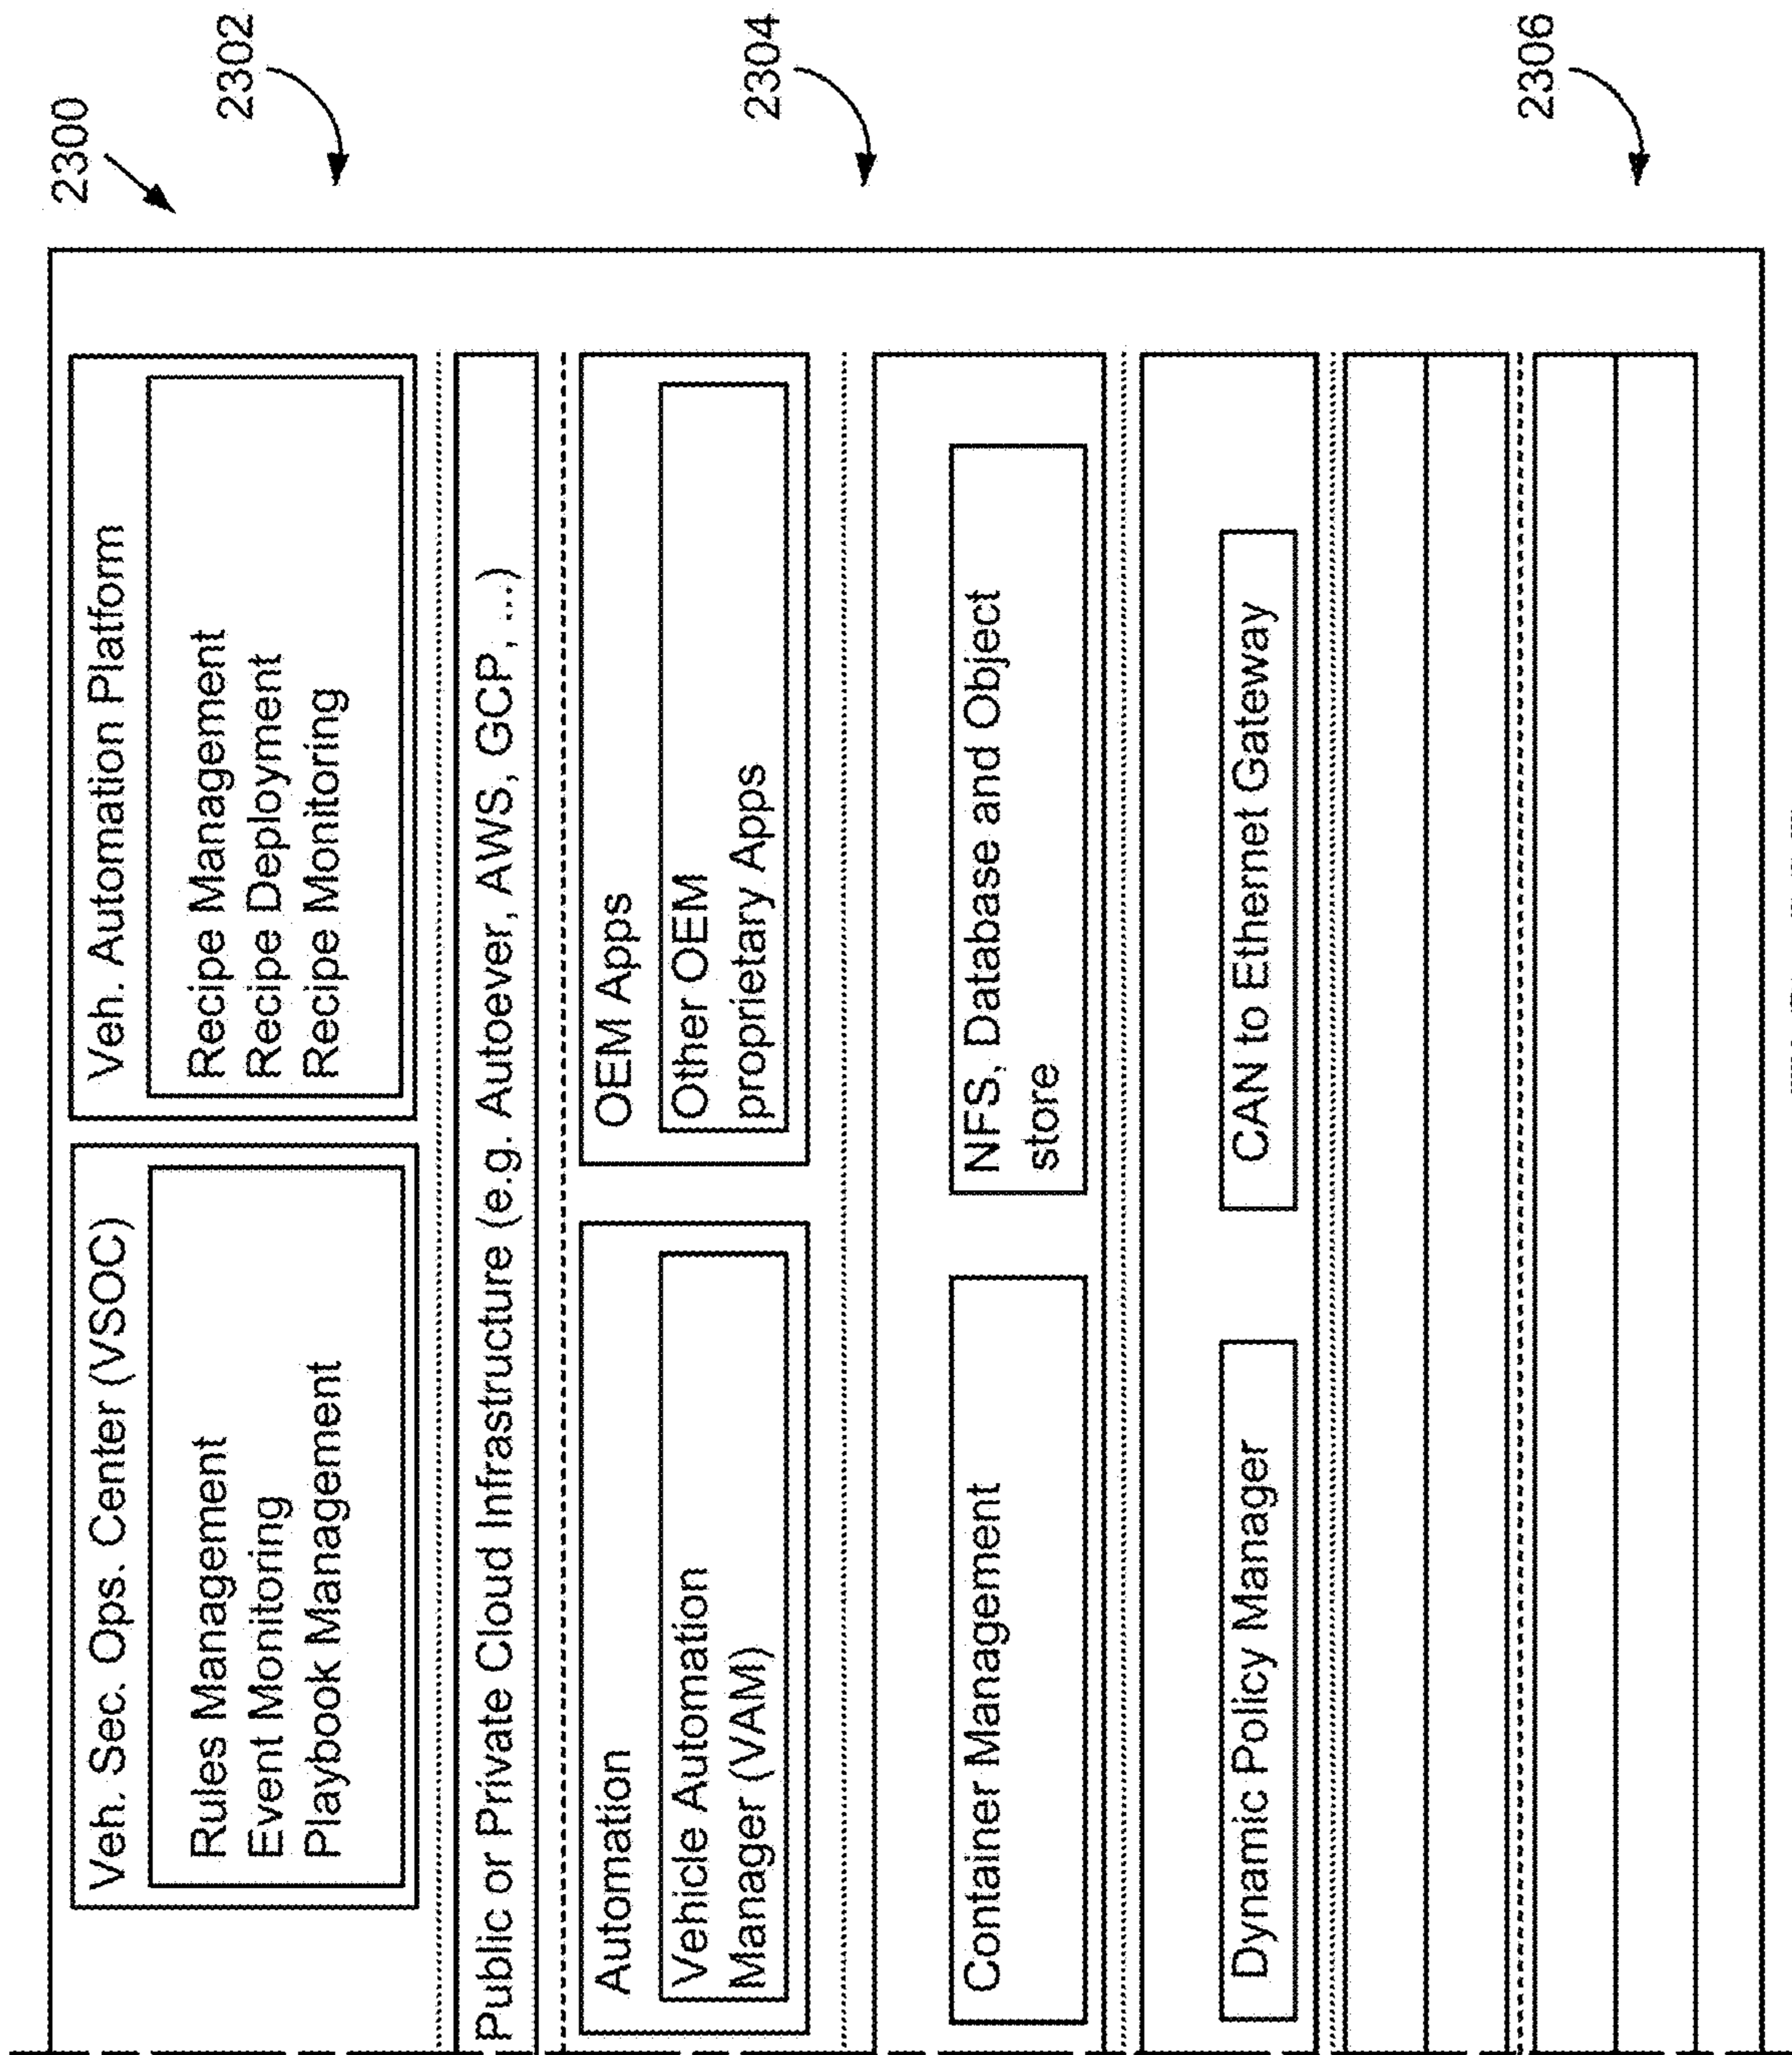 2300
2302
Veh. Sec. Ops. Center (VSOC)
Rules Management
Event Monitoring
Playbook Management
Veh. Automation Platform
Recipe Management
Recipe Deployment
Recipe Monitoring
Public or Private Cloud Infrastructure (e.g. Autoever, AWS, GCP, ...)
2304
Automation
Vehicle Automation
Manager (VAM)
OEM Apps
Other OEM
proprietary Apps
Container Management
NFS, Database and Object
store
Dynamic Policy Manager
CAN to Ethernet Gateway
2306